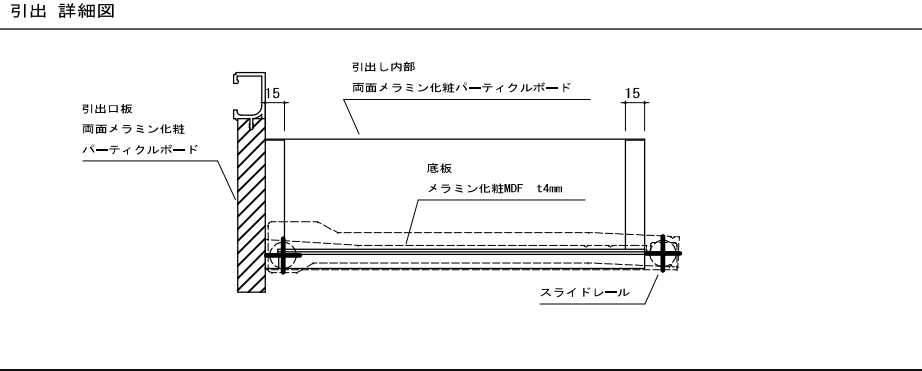 引出 詳細図
引出し内部
両面メラミン化粧パーティクルボード
15
15
引出口板
両面メラミン化粧
パーティクルボード
底板
メラミン化粧MDF t4mm
スライドレール